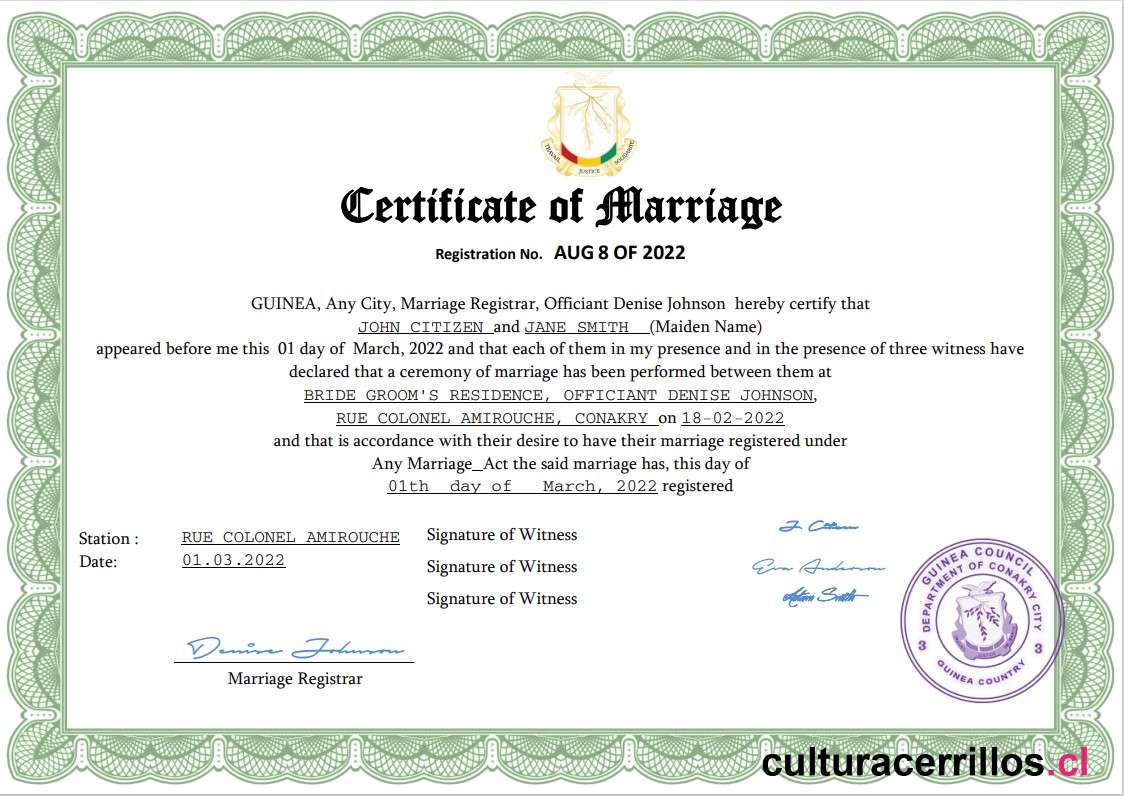 TRAVAIL JUSTICE SOLIDARITE
Certificate of Marriage
Registration No. AUG 8 OF 2022
GUINEA, Any City, Marriage Registrar, Officiant Denise Johnson hereby certify that
JOHN CITIZEN and JANE SMITH (Maiden Name)
appeared before me this 01 day of March, 2022 and that each of them in my presence and in the presence of three witness have
declared that a ceremony of marriage has been performed between them at
BRIDE GROOM'S RESIDENCE, OFFICIANT DENISE JOHNSON,
RUE COLONEL AMIROUCHE, CONAKRY on 18-02-2022
and that is accordance with their desire to have their marriage registered under
Any Marriage_Act the said marriage has, this day of
01th day of March, 2022 registered
Station : RUE COLONEL AMIROUCHE
Date: 01.03.2022
Signature of Witness J. Citizen
Signature of Witness Eva Anderson
Signature of Witness Adam Smith
Denise Johnson
Marriage Registrar
GUINEA COUNCIL
DEPARTMENT OF CONAKRY CITY
3 3
JUSTICE
GUINEA COUNTRY
culturacerrillos.cl